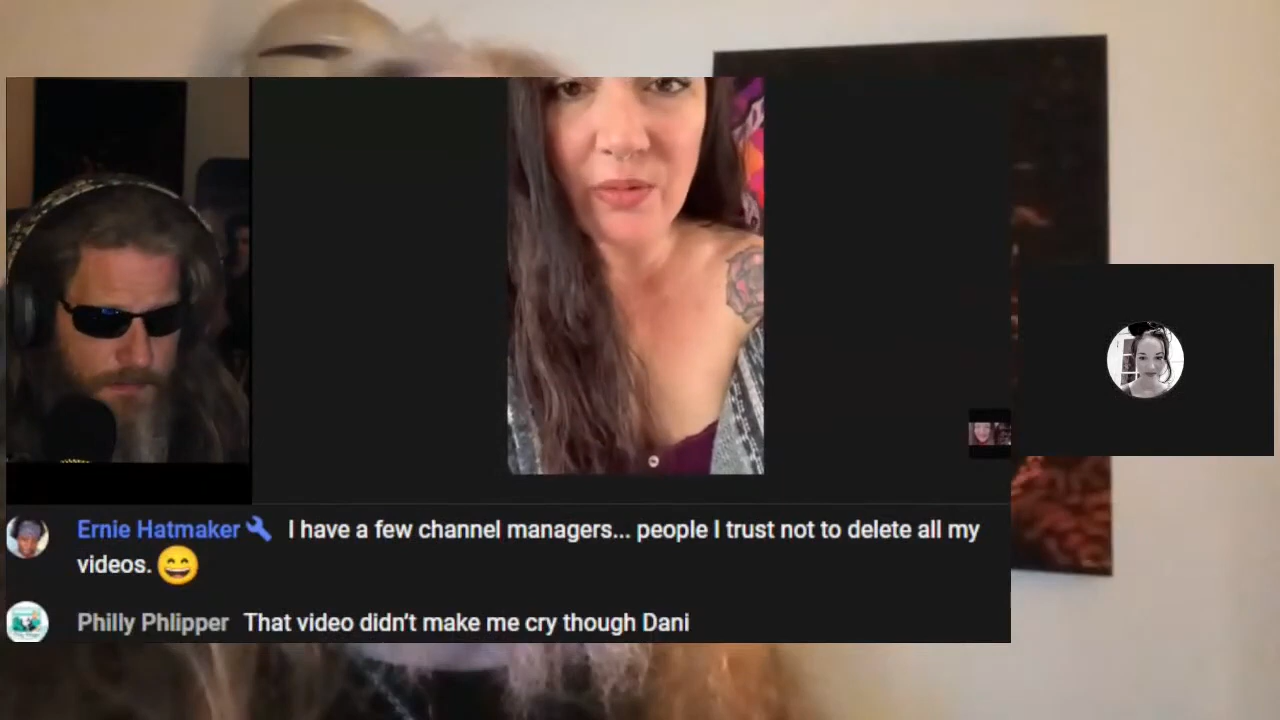 Ernie Hatmaker I have a few channel managers... people I trust not to delete all my
videos. 😄
Philly Phlipper That video didn't make me cry though Dani